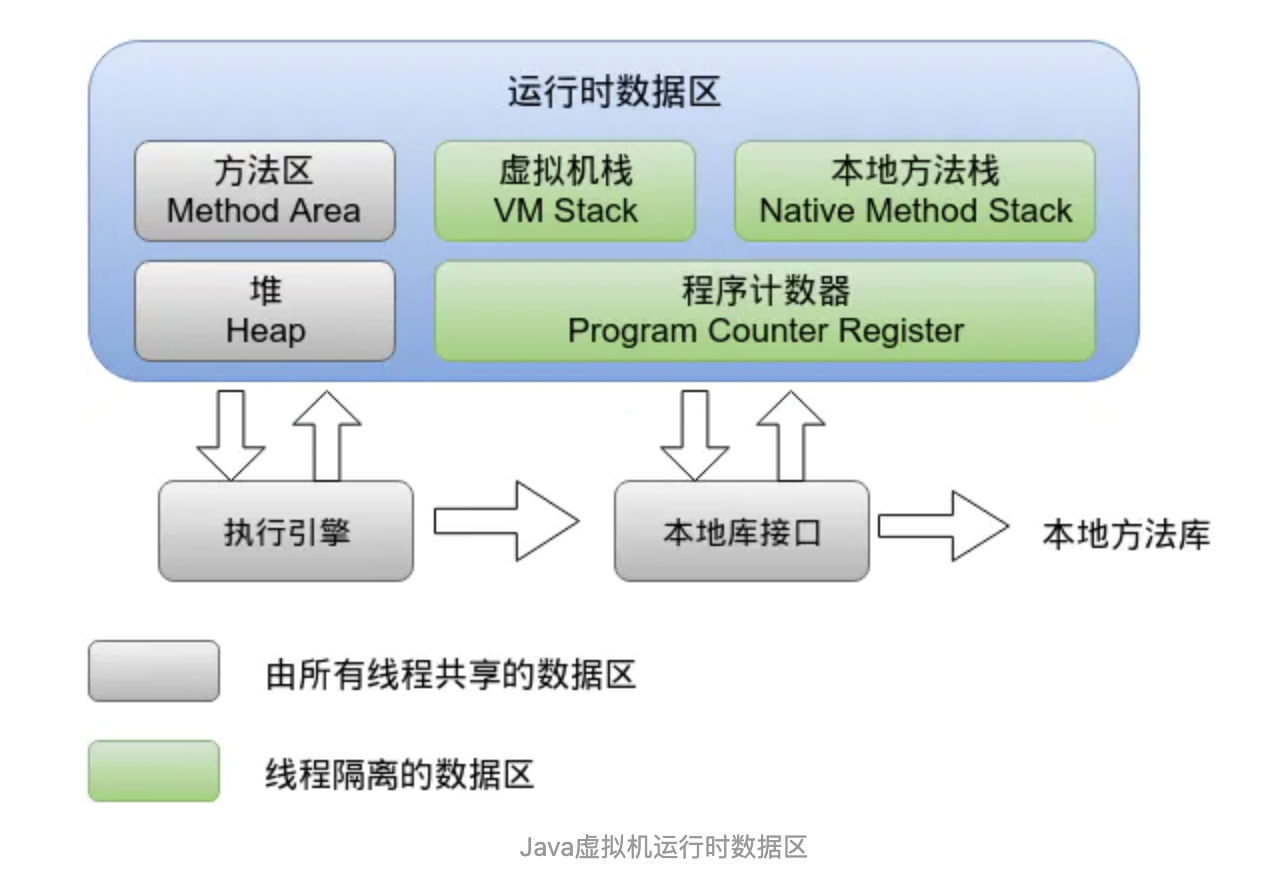 运行时数据区
方法区
Method Area
虚拟机栈
VM Stack
本地方法栈
Native Method Stack
堆
Heap
程序计数器
Program Counter Register
执行引擎
本地库接口
本地方法库
由所有线程共享的数据区
线程隔离的数据区
Java虚拟机运行时数据区